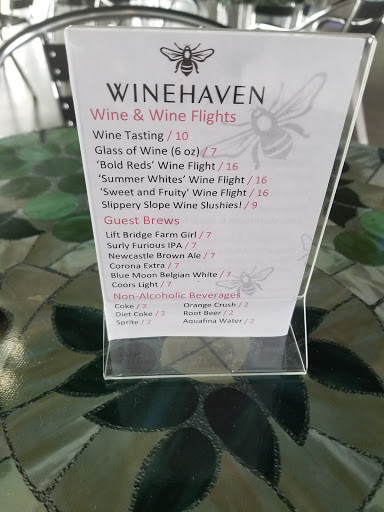 WINEHAVEN
Wine & Wine Flights
Wine Tasting / 10
Glass of Wine (6 oz) / 7
'Bold Reds' Wine Flight / 16
'Summer Whites' Wine Flight / 16
'Sweet and Fruity' Wine Flight / 16
Slippery Slope Wine Slushies! / 9
Guest Brews
Lift Bridge Farm Girl / 7
Surly Furious IPA / 7
Newcastle Brown Ale / 7
Corona Extra / 7
Blue Moon Belgian White / 7
Coors Light / 7
Non-Alcoholic Beverages
Coke / 2 Orange Crush / 2
Diet Coke / 2 Root Beer / 2
Sprite / 2 Aquafina Water / 2